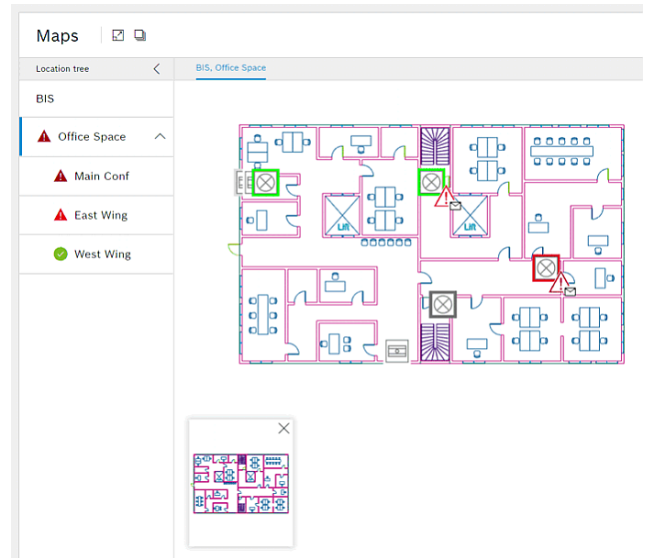 Maps
Location tree
BIS, Office Space
BIS
Office Space
Main Conf
East Wing
West Wing
Lift
Lift